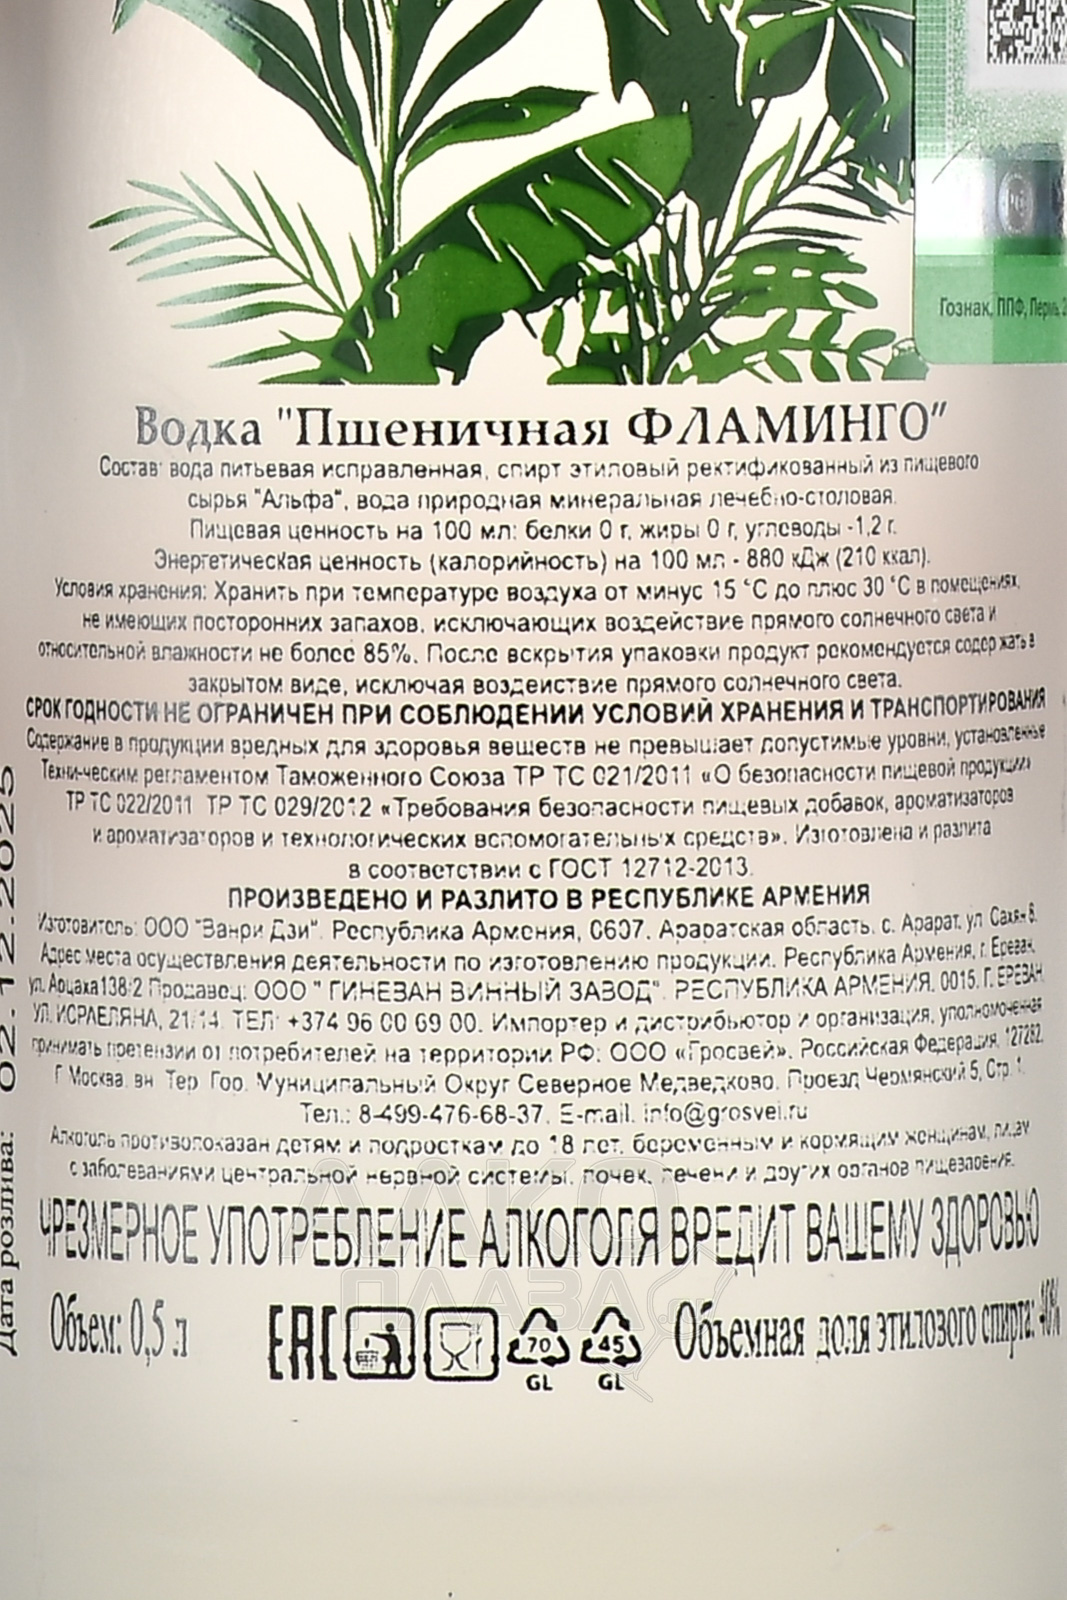 Гознак, ППФ, Пермь
Водка "Пшеничная ФЛАМИНГО"
Состав: вода питьевая исправленная, спирт этиловый ректификованный из пищевого
сырья "Альфа", вода природная минеральная лечебно-столовая.
Пищевая ценность на 100 мл: белки 0 г, жиры 0 г, углеводы -1,2 г.
Энергетическая ценность (калорийность) на 100 мл - 880 кДж (210 ккал).
Условия хранения: Хранить при температуре воздуха от минус 15 °С до плюс 30 °С в помещениях,
не имеющих посторонних запахов, исключающих воздействие прямого солнечного света и
относительной влажности не более 85%. После вскрытия упаковки продукт рекомендуется содержать в
закрытом виде, исключая воздействие прямого солнечного света.
СРОК ГОДНОСТИ НЕ ОГРАНИЧЕН ПРИ СОБЛЮДЕНИИ УСЛОВИЙ ХРАНЕНИЯ И ТРАНСПОРТИРОВАНИЯ
Содержание в продукции вредных для здоровья веществ не превышает допустимые уровни, установленные
Техническим регламентом Таможенного Союза ТР ТС 021/2011 «О безопасности пищевой продукции»
ТР ТС 022/2011 ТР ТС 029/2012 «Требования безопасности пищевых добавок, ароматизаторов
и ароматизаторов и технологических вспомогательных средств». Изготовлена и разлита
в соответствии с ГОСТ 12712-2013.
ПРОИЗВЕДЕНО И РАЗЛИТО В РЕСПУБЛИКЕ АРМЕНИЯ
Изготовитель: ООО "Ванри Дзи". Республика Армения, 0607. Араратская область. с. Арарат. ул. Сахян 6.
Адрес места осуществления деятельности по изготовлению продукции. Республика Армения, г. Ереван,
ул. Арцаха 138/2 Продавец: ООО " ГИНЕВАН ВИННЫЙ ЗАВОД". РЕСПУБЛИКА АРМЕНИЯ. 0015. Г. ЕРЕВАН,
УЛ. ИСРАЕЛЯНА, 21/14. ТЕЛ: +374 96 00 69 00. Импортер и дистрибьютор и организация, уполномоченная
принимать претензии от потребителей на территории РФ: ООО «Гросвей». Российская Федерация, 127282.
Г. Москва. вн. Тер. Гор. Муниципальный Округ Северное Медведково. Проезд Чермянский 5, Стр. 1.
Тел.: 8-499-476-68-37. E-mail. info@grosvei.ru
Алкоголь противопоказан детям и подросткам до 18 лет, беременным и кормящим женщинам, лицам
с заболеваниями центральной нервной системы, почек, печени и других органов пищеварения.
ЧРЕЗМЕРНОЕ УПОТРЕБЛЕНИЕ АЛКОГОЛЯ ВРЕДИТ ВАШЕМУ ЗДОРОВЬЮ
Объем: 0,5 л
EAC
70
GL
45
GL
Объемная доля этилового спирта: 40%
Дата розлива: 02.12.2025
АЛКО
ПЛАЗА.ru